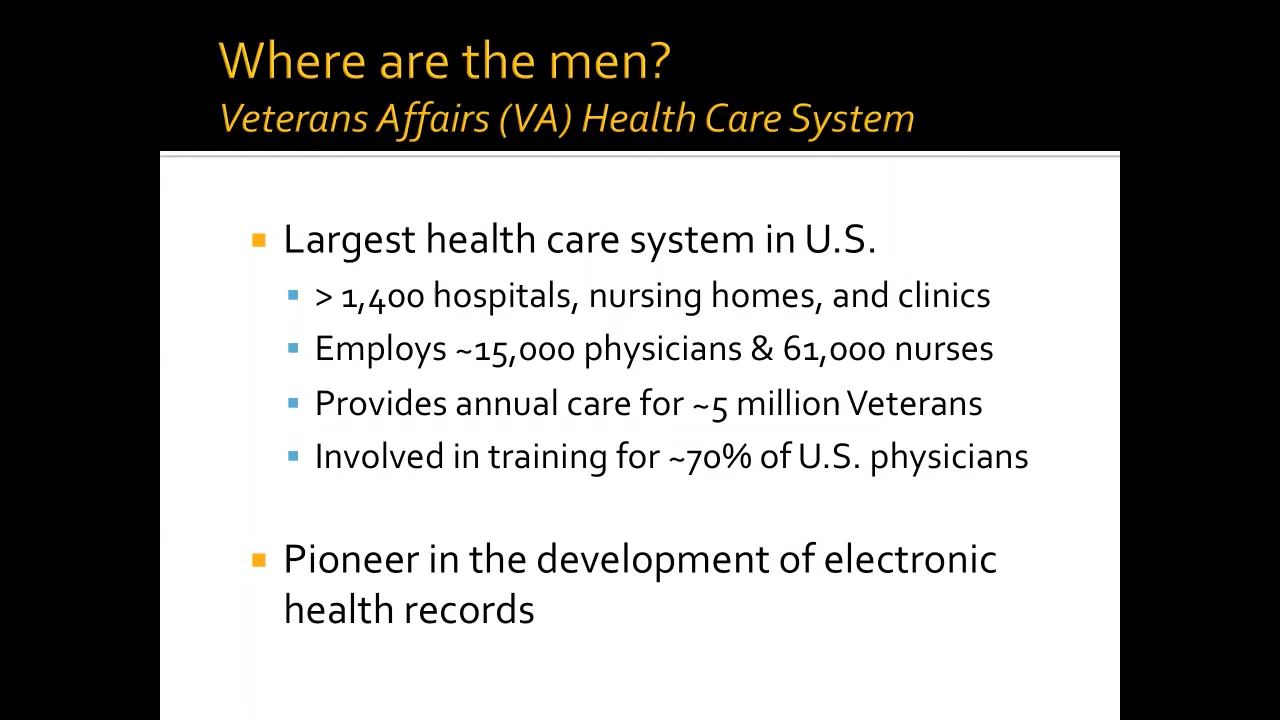 Where are the men?
Veterans Affairs (VA) Health Care System
Largest health care system in U.S.
> 1,400 hospitals, nursing homes, and clinics
Employs ~15,000 physicians & 61,000 nurses
Provides annual care for ~5 million Veterans
Involved in training for ~70% of U.S. physicians
Pioneer in the development of electronic
health records